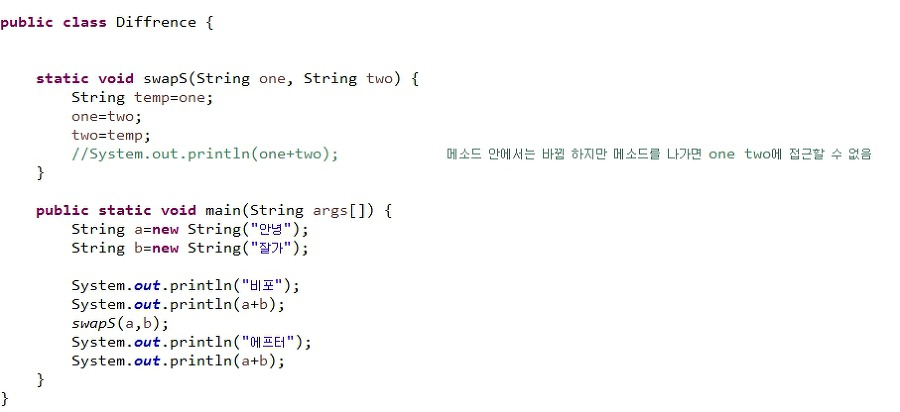 public class Diffrence {
static void swapS(String one, String two) {
String temp=one;
one=two;
two=temp;
//System.out.println(one+two); 메소드 안에서는 바뀜 하지만 메소드를 나가면 one two에 접근할 수 없음
}
public static void main(String args[]) {
String a=new String("안녕");
String b=new String("잘가");
System.out.println("비포");
System.out.println(a+b);
swapS(a,b);
System.out.println("에프터");
System.out.println(a+b);
}
}